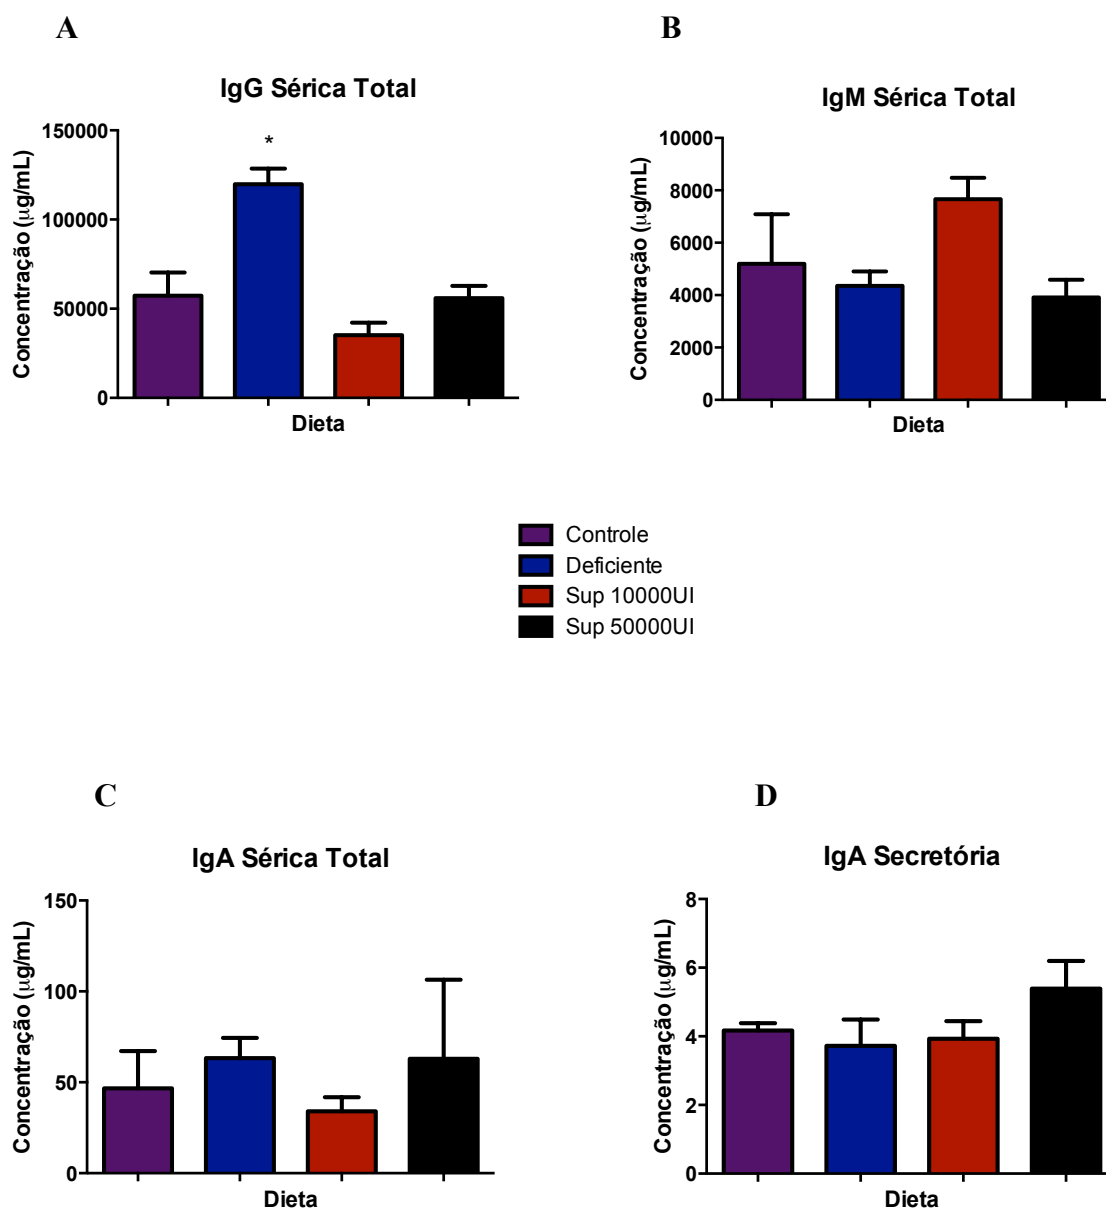 A
B
IgG Sérica Total
IgM Sérica Total
Concentração (µg/mL)
150000
100000
50000
0
*
Dieta
Concentração (µg/mL)
10000
8000
6000
4000
2000
0
Dieta
Controle
Deficiente
Sup 10000UI
Sup 50000UI
C
D
IgA Sérica Total
IgA Secretória
Concentração (µg/mL)
150
100
50
0
Dieta
Concentração (µg/mL)
8
6
4
2
0
Dieta